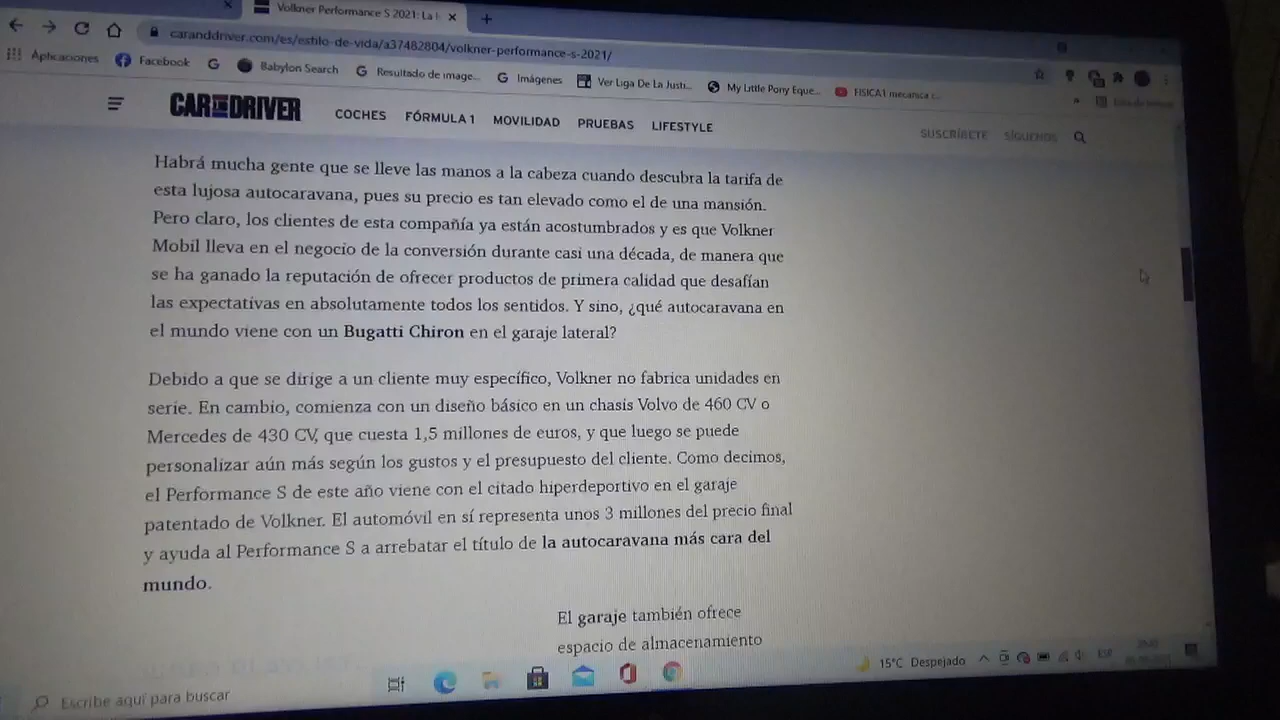 Volkner Performance S 2021: La
caranddriver.com/es/estilo-de-vida/a37482804/volkner-performance-s-2021/
Aplicaciones Facebook Babylon Search Resultado de image... Imágenes Ver Liga De La Justi... My Little Pony Eque... FISICA1 mecanica c...
CAR AND DRIVER COCHES FÓRMULA 1 MOVILIDAD PRUEBAS LIFESTYLE SUSCRÍBETE SÍGUENOS
Habrá mucha gente que se lleve las manos a la cabeza cuando descubra la tarifa de
esta lujosa autocaravana, pues su precio es tan elevado como el de una mansión.
Pero claro, los clientes de esta compañía ya están acostumbrados y es que Volkner
Mobil lleva en el negocio de la conversión durante casi una década, de manera que
se ha ganado la reputación de ofrecer productos de primera calidad que desafían
las expectativas en absolutamente todos los sentidos. Y sino, ¿qué autocaravana en
el mundo viene con un Bugatti Chiron en el garaje lateral?
Debido a que se dirige a un cliente muy específico, Volkner no fabrica unidades en
serie. En cambio, comienza con un diseño básico en un chasis Volvo de 460 CV o
Mercedes de 430 CV, que cuesta 1,5 millones de euros, y que luego se puede
personalizar aún más según los gustos y el presupuesto del cliente. Como decimos,
el Performance S de este año viene con el citado hiperdeportivo en el garaje
patentado de Volkner. El automóvil en sí representa unos 3 millones del precio final
y ayuda al Performance S a arrebatar el título de la autocaravana más cara del
mundo.
El garaje también ofrece
espacio de almacenamiento
Escribe aquí para buscar 15°C Despejado ESP